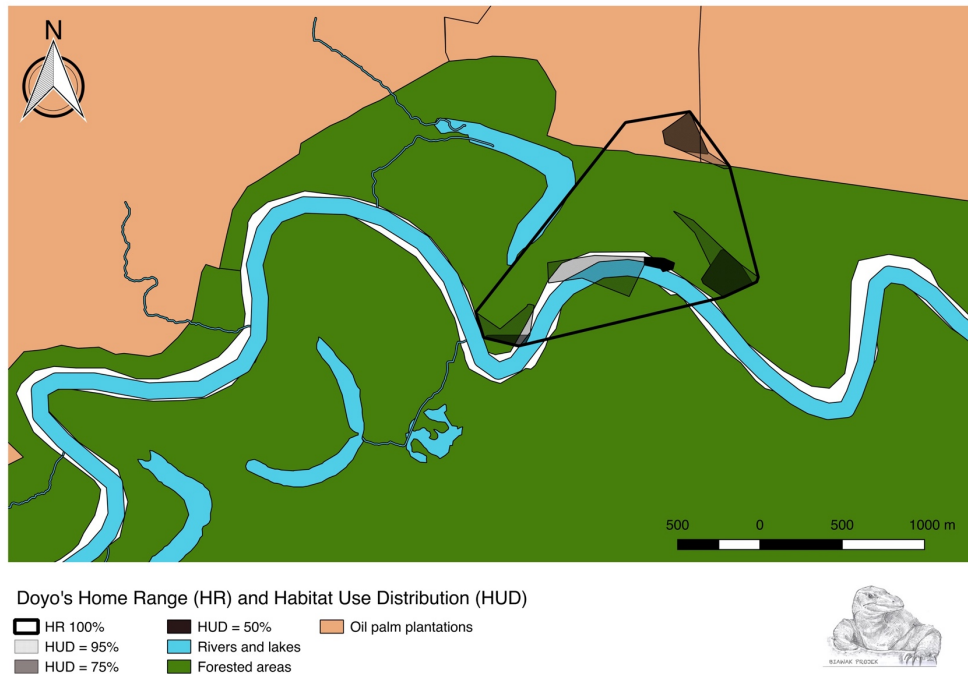 N
500 0 500 1000 m
Doyo's Home Range (HR) and Habitat Use Distribution (HUD)
HR 100%
HUD = 95%
HUD = 75%
HUD = 50%
Rivers and lakes
Forested areas
Oil palm plantations
BIAWAK PROJEK